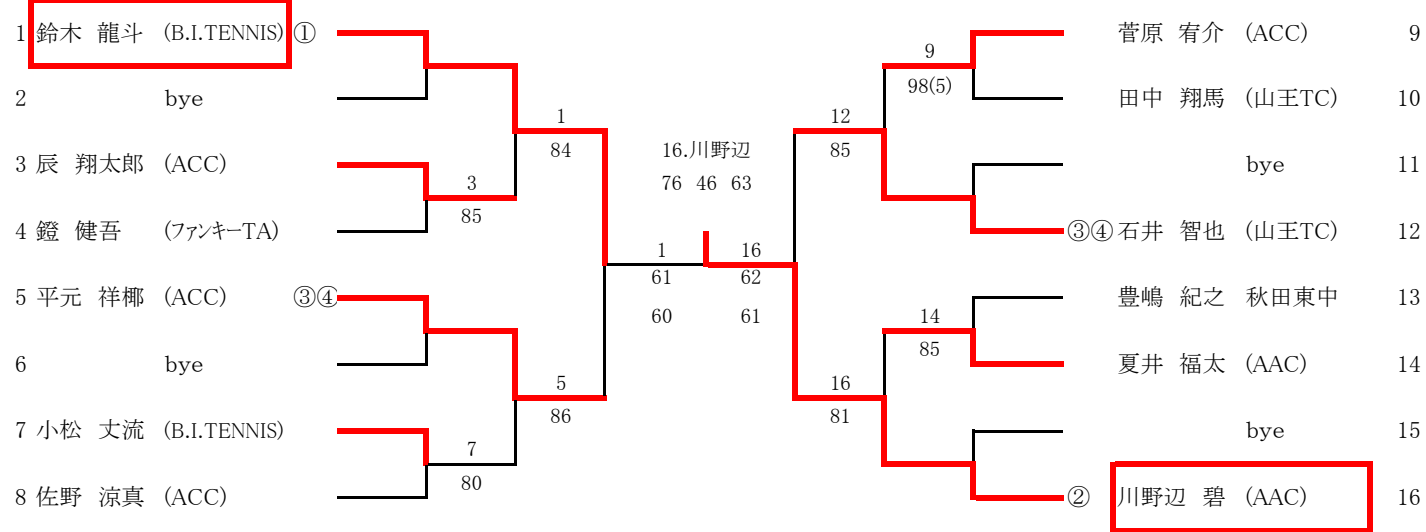 1 鈴木 龍斗 (B.I.TENNIS) ①
2 bye
3 辰 翔太郎 (ACC)
4 鐙 健吾 (ファンキーTA)
5 平元 祥椰 (ACC) ③④
6 bye
7 小松 丈流 (B.I.TENNIS)
8 佐野 涼真 (ACC)
3
85
7
80
1
84
5
86
16.川野辺
76 46 63
1
61
60
16
62
61
12
85
16
81
9
98(5)
14
85
菅原 宥介 (ACC) 9
田中 翔馬 (山王TC) 10
bye 11
③④ 石井 智也 (山王TC) 12
豊嶋 紀之 秋田東中 13
夏井 福太 (AAC) 14
bye 15
② 川野辺 碧 (AAC) 16